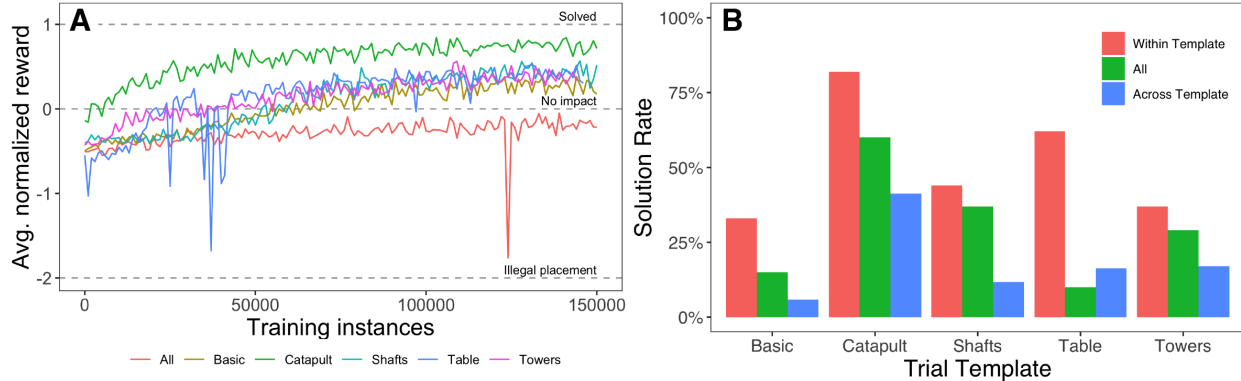 A
Avg. normalized reward
1
0
-1
-2
Solved
No impact
Illegal placement
0
50000
100000
150000
Training instances
All
Basic
Catapult
Shafts
Table
Towers
B
Solution Rate
100%
75%
50%
25%
0%
Within Template
All
Across Template
Basic
Catapult
Shafts
Table
Towers
Trial Template